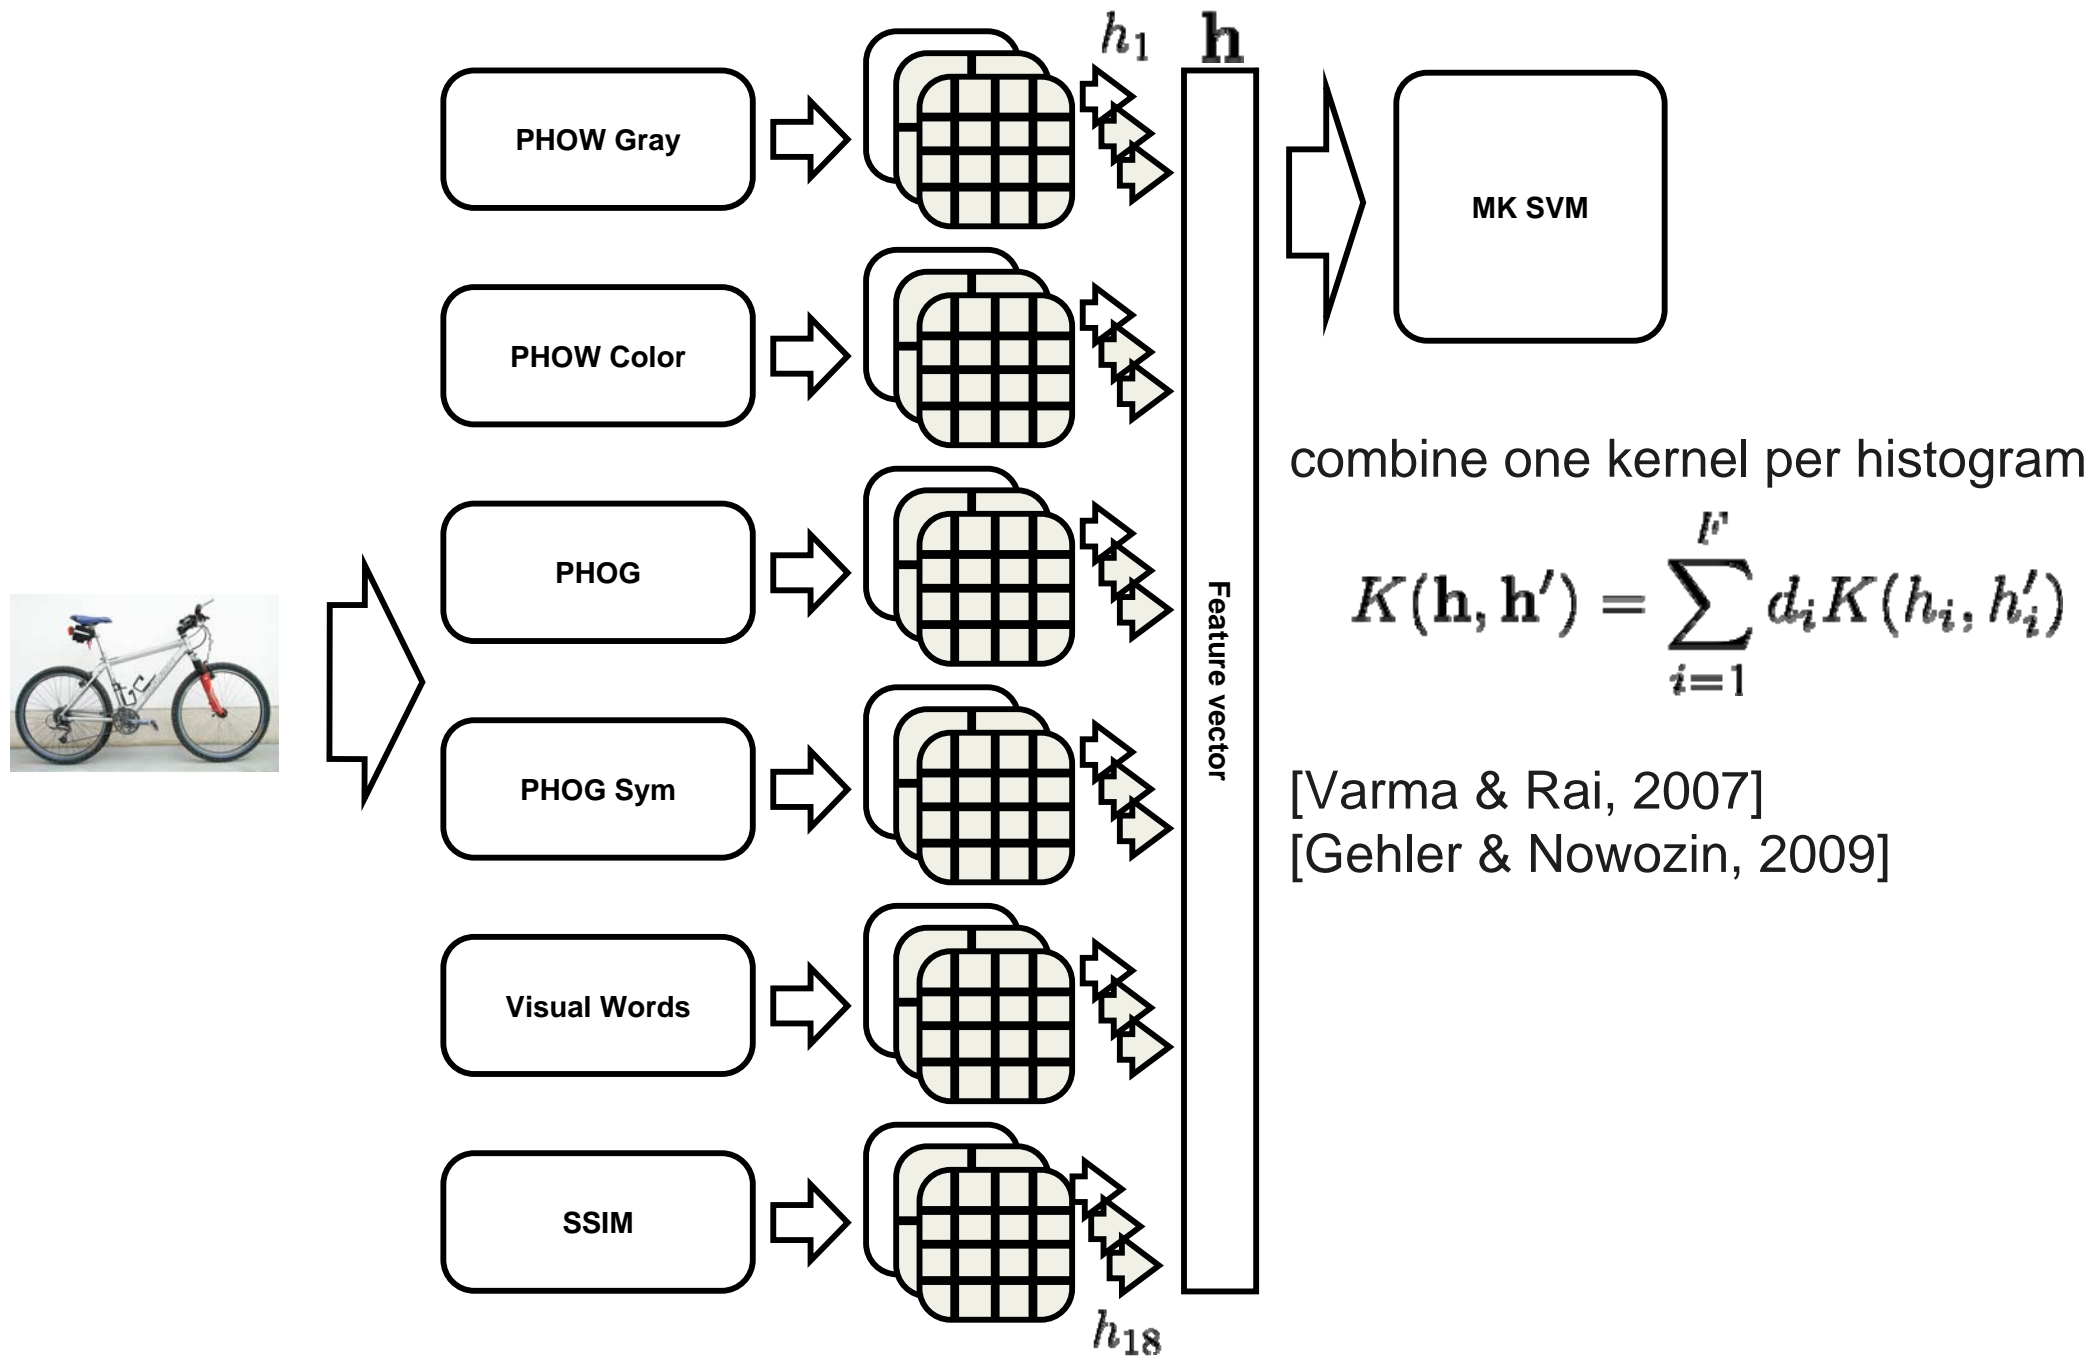 h₁
h
PHOW Gray
MK SVM
PHOW Color
combine one kernel per histogram
K(h, h′) = ∑_{i=1}^{F} d_i K(h_i, h′_i)
PHOG
Feature vector
PHOG Sym
[Varma & Rai, 2007]
[Gehler & Nowozin, 2009]
Visual Words
SSIM
h₁₈